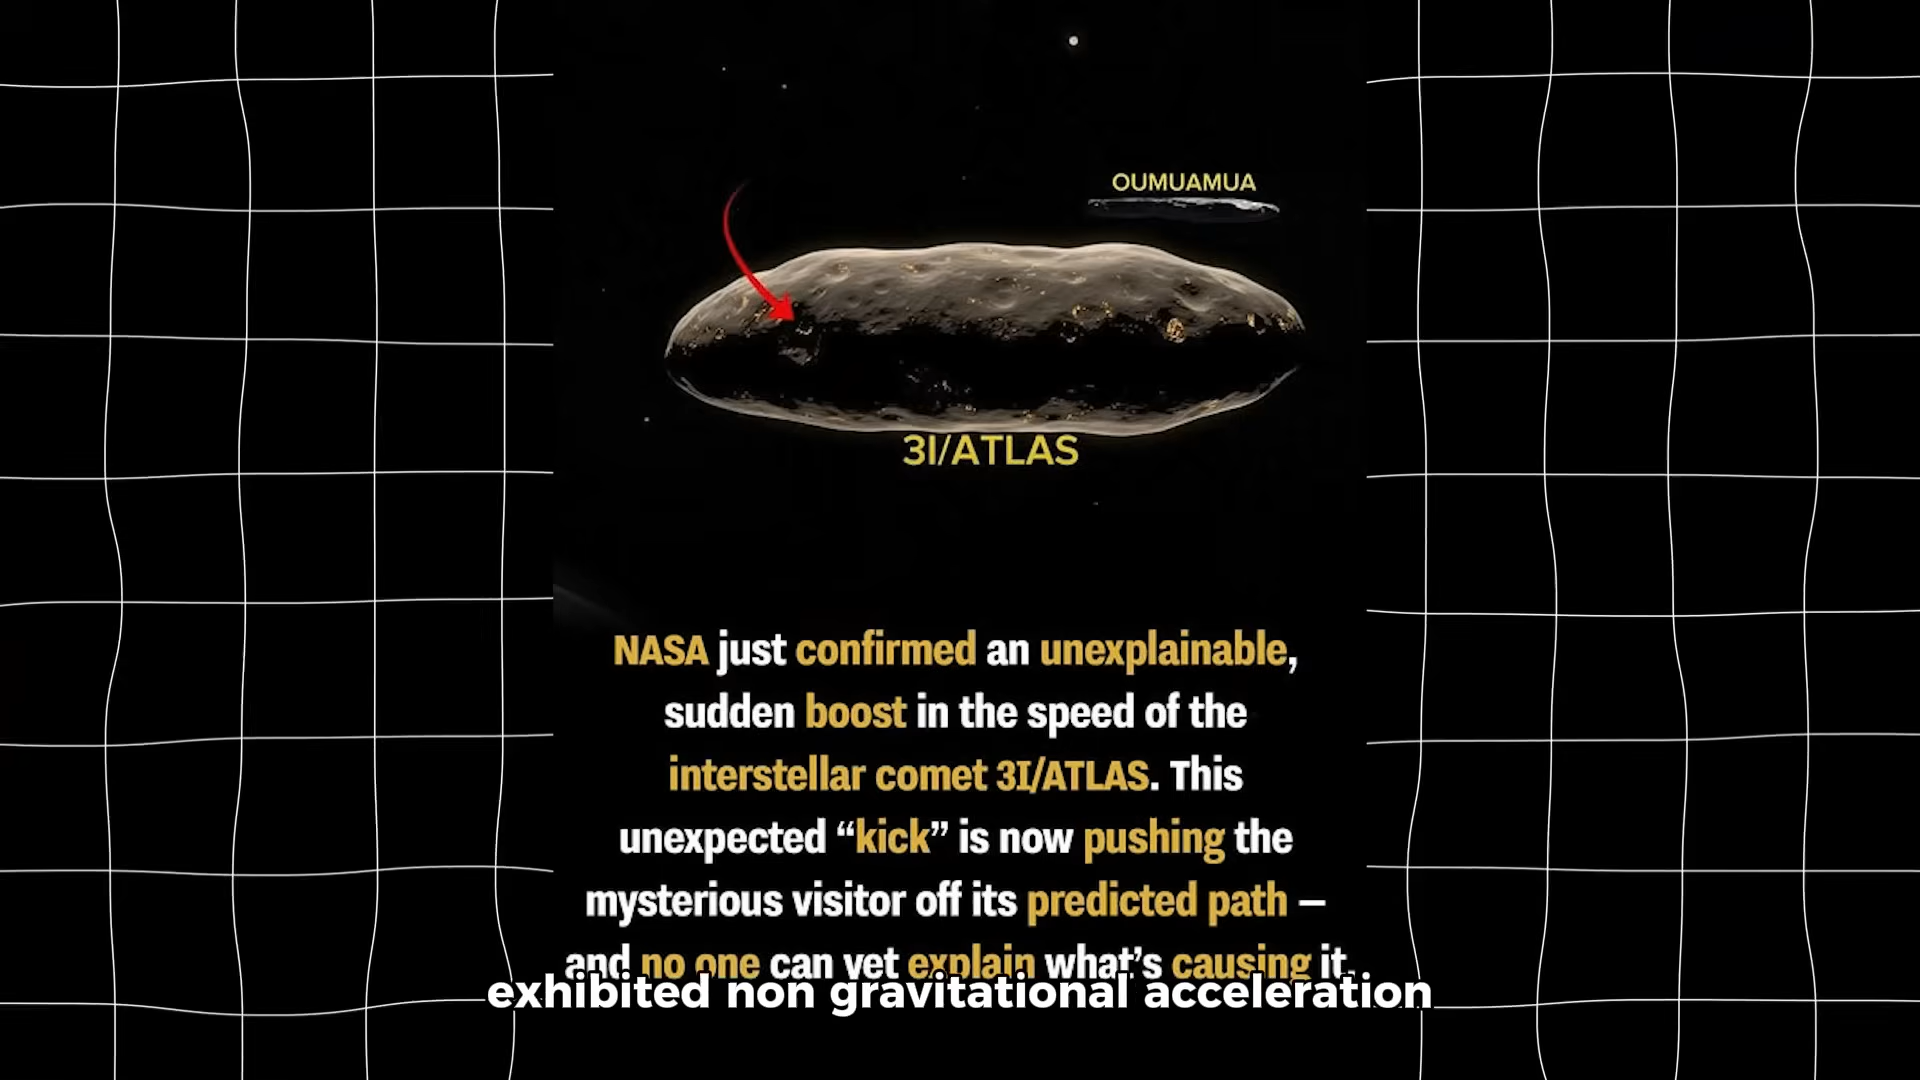 OUMUAMUA
3I/ATLAS
NASA just confirmed an unexplainable,
sudden boost in the speed of the
interstellar comet 3I/ATLAS. This
unexpected “kick” is now pushing the
mysterious visitor off its predicted path —
and no one can yet explain what’s causing it.
exhibited non gravitational acceleration